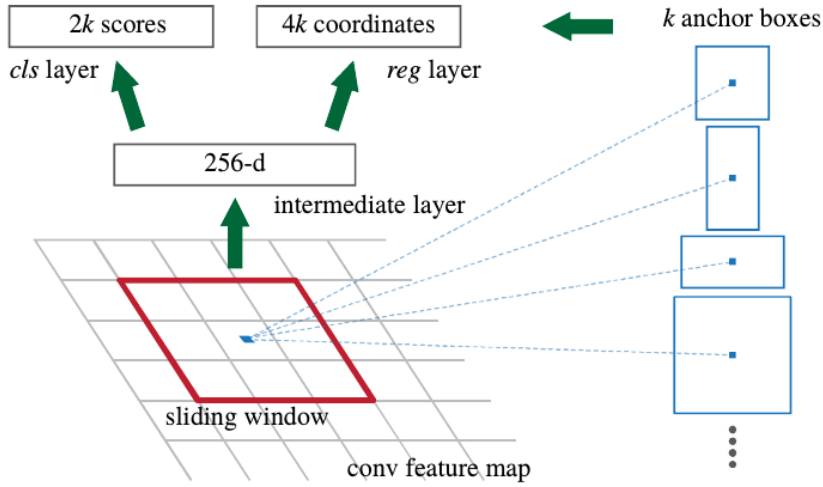 2k scores
4k coordinates
k anchor boxes
cls layer
reg layer
256-d
intermediate layer
sliding window
conv feature map